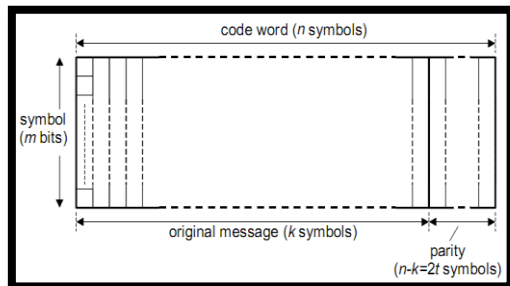 code word (n symbols)
symbol
(m bits)
original message (k symbols)
parity
(n-k=2t symbols)